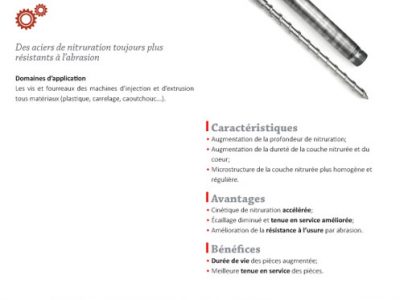 Des aciers de nitruration toujours plus
résistants à l'abrasion
Domaines d'application
Les vis et fourreaux des machines d'injection et d'extrusion
tous matériaux (plastique, carrelage, caoutchouc...).
Caractéristiques
• Augmentation de la profondeur de nitruration;
• Augmentation de la dureté de la couche nitrurée et du
coeur;
• Microstructure de la couche nitrurée plus homogène et
régulière.
Avantages
• Cinétique de nitruration accélérée;
• Écaillage diminué et tenue en service améliorée;
• Amélioration de la résistance à l'usure par abrasion.
Bénéfices
• Durée de vie des pièces augmentée;
• Meilleure tenue en service des pièces.